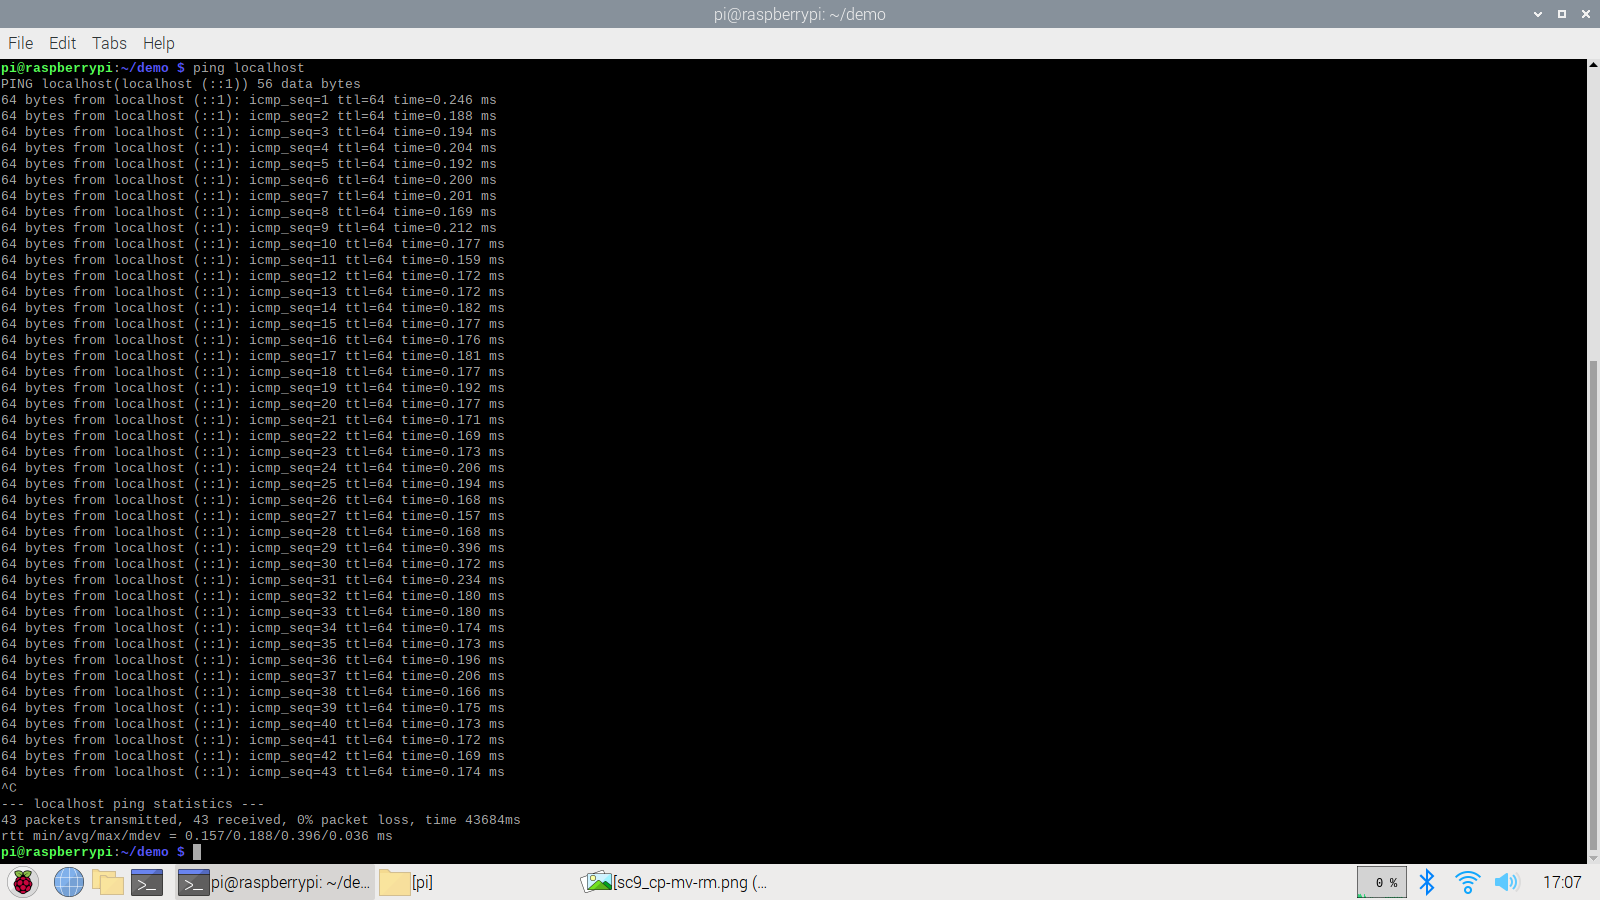 pi@raspberrypi: ~/demo
File Edit Tabs Help
pi@raspberrypi:~/demo $ ping localhost
PING localhost(localhost (::1)) 56 data bytes
64 bytes from localhost (::1): icmp_seq=1 ttl=64 time=0.246 ms
64 bytes from localhost (::1): icmp_seq=2 ttl=64 time=0.188 ms
64 bytes from localhost (::1): icmp_seq=3 ttl=64 time=0.194 ms
64 bytes from localhost (::1): icmp_seq=4 ttl=64 time=0.204 ms
64 bytes from localhost (::1): icmp_seq=5 ttl=64 time=0.192 ms
64 bytes from localhost (::1): icmp_seq=6 ttl=64 time=0.200 ms
64 bytes from localhost (::1): icmp_seq=7 ttl=64 time=0.201 ms
64 bytes from localhost (::1): icmp_seq=8 ttl=64 time=0.169 ms
64 bytes from localhost (::1): icmp_seq=9 ttl=64 time=0.212 ms
64 bytes from localhost (::1): icmp_seq=10 ttl=64 time=0.177 ms
64 bytes from localhost (::1): icmp_seq=11 ttl=64 time=0.159 ms
64 bytes from localhost (::1): icmp_seq=12 ttl=64 time=0.172 ms
64 bytes from localhost (::1): icmp_seq=13 ttl=64 time=0.172 ms
64 bytes from localhost (::1): icmp_seq=14 ttl=64 time=0.182 ms
64 bytes from localhost (::1): icmp_seq=15 ttl=64 time=0.177 ms
64 bytes from localhost (::1): icmp_seq=16 ttl=64 time=0.176 ms
64 bytes from localhost (::1): icmp_seq=17 ttl=64 time=0.181 ms
64 bytes from localhost (::1): icmp_seq=18 ttl=64 time=0.177 ms
64 bytes from localhost (::1): icmp_seq=19 ttl=64 time=0.192 ms
64 bytes from localhost (::1): icmp_seq=20 ttl=64 time=0.177 ms
64 bytes from localhost (::1): icmp_seq=21 ttl=64 time=0.171 ms
64 bytes from localhost (::1): icmp_seq=22 ttl=64 time=0.169 ms
64 bytes from localhost (::1): icmp_seq=23 ttl=64 time=0.173 ms
64 bytes from localhost (::1): icmp_seq=24 ttl=64 time=0.206 ms
64 bytes from localhost (::1): icmp_seq=25 ttl=64 time=0.194 ms
64 bytes from localhost (::1): icmp_seq=26 ttl=64 time=0.168 ms
64 bytes from localhost (::1): icmp_seq=27 ttl=64 time=0.157 ms
64 bytes from localhost (::1): icmp_seq=28 ttl=64 time=0.168 ms
64 bytes from localhost (::1): icmp_seq=29 ttl=64 time=0.396 ms
64 bytes from localhost (::1): icmp_seq=30 ttl=64 time=0.172 ms
64 bytes from localhost (::1): icmp_seq=31 ttl=64 time=0.234 ms
64 bytes from localhost (::1): icmp_seq=32 ttl=64 time=0.180 ms
64 bytes from localhost (::1): icmp_seq=33 ttl=64 time=0.180 ms
64 bytes from localhost (::1): icmp_seq=34 ttl=64 time=0.174 ms
64 bytes from localhost (::1): icmp_seq=35 ttl=64 time=0.173 ms
64 bytes from localhost (::1): icmp_seq=36 ttl=64 time=0.196 ms
64 bytes from localhost (::1): icmp_seq=37 ttl=64 time=0.206 ms
64 bytes from localhost (::1): icmp_seq=38 ttl=64 time=0.166 ms
64 bytes from localhost (::1): icmp_seq=39 ttl=64 time=0.175 ms
64 bytes from localhost (::1): icmp_seq=40 ttl=64 time=0.173 ms
64 bytes from localhost (::1): icmp_seq=41 ttl=64 time=0.172 ms
64 bytes from localhost (::1): icmp_seq=42 ttl=64 time=0.169 ms
64 bytes from localhost (::1): icmp_seq=43 ttl=64 time=0.174 ms
^C
--- localhost ping statistics ---
43 packets transmitted, 43 received, 0% packet loss, time 43684ms
rtt min/avg/max/mdev = 0.157/0.188/0.396/0.036 ms
pi@raspberrypi:~/demo $
pi@raspberrypi: ~/de... [pi] [sc9_cp-mv-rm.png (... 0 % 17:07